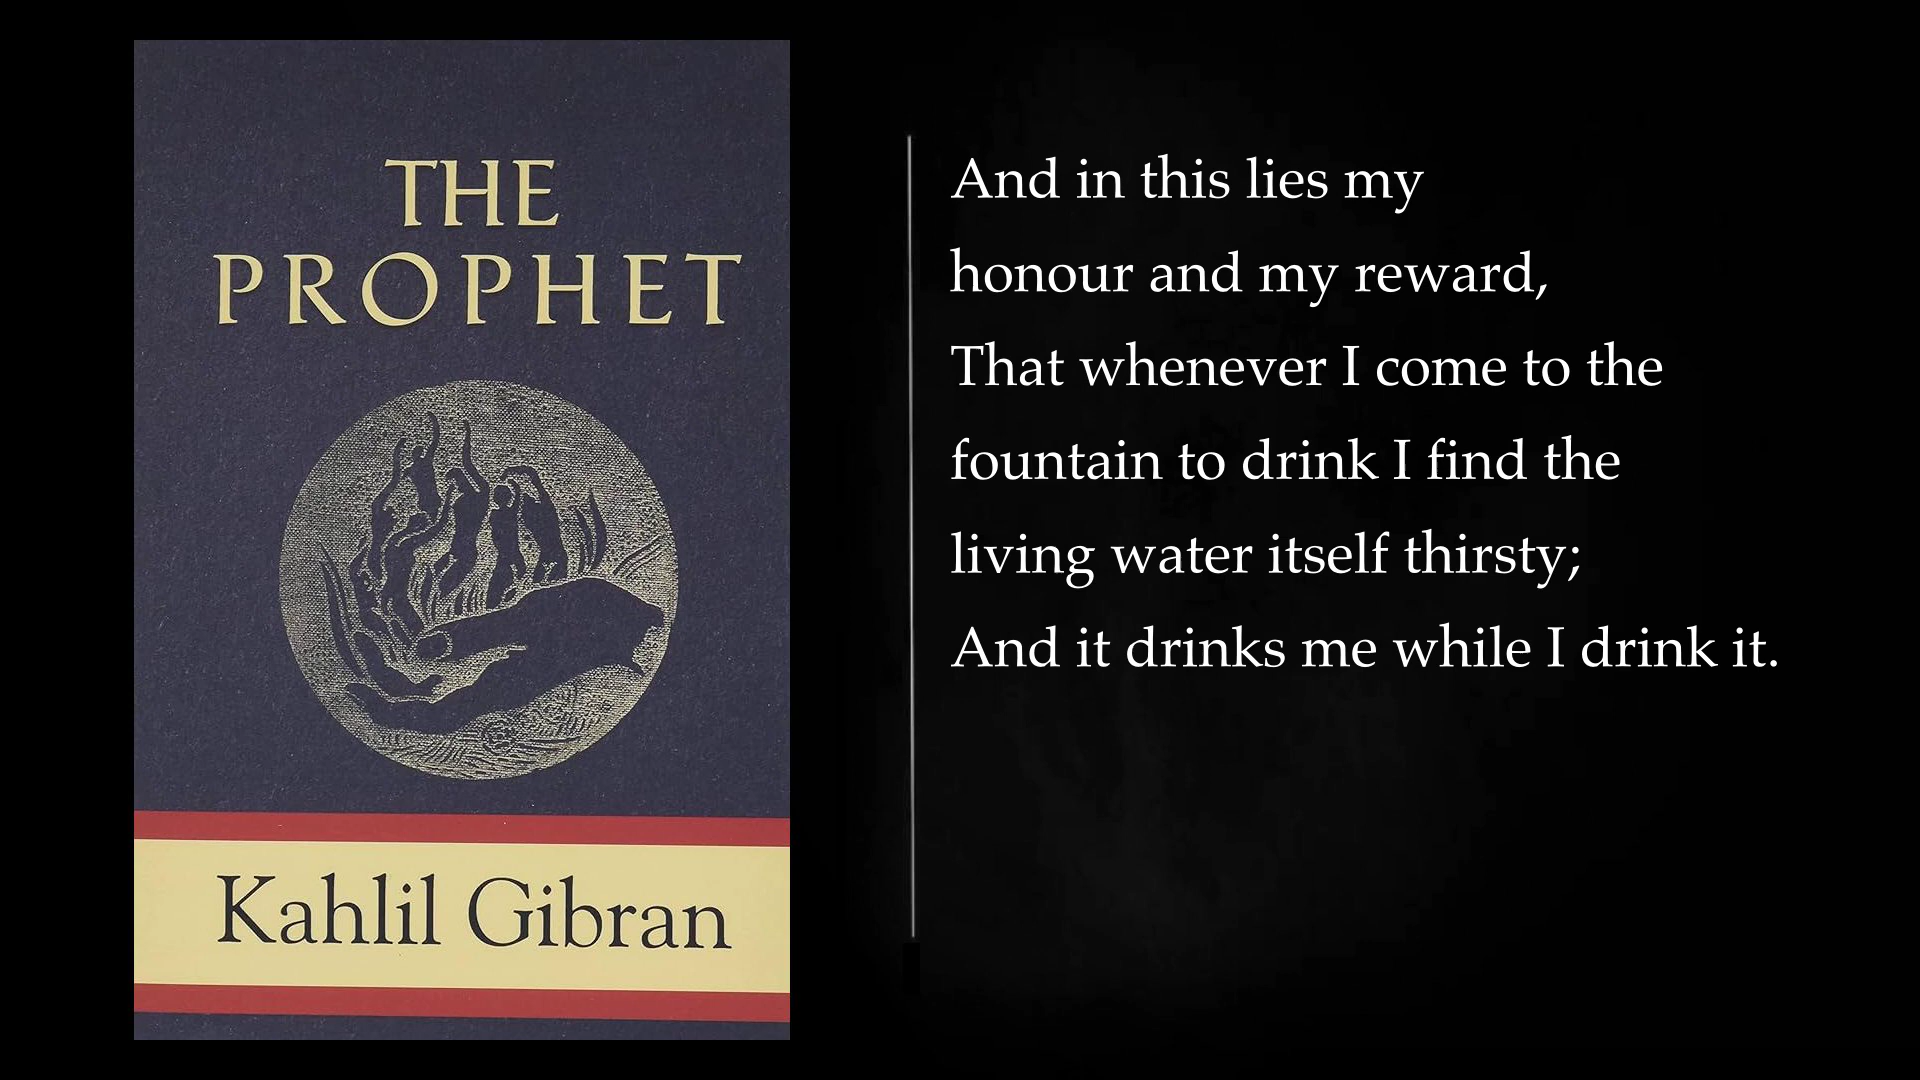 THE
PROPHET
Kahlil Gibran
And in this lies my
honour and my reward,
That whenever I come to the
fountain to drink I find the
living water itself thirsty;
And it drinks me while I drink it.